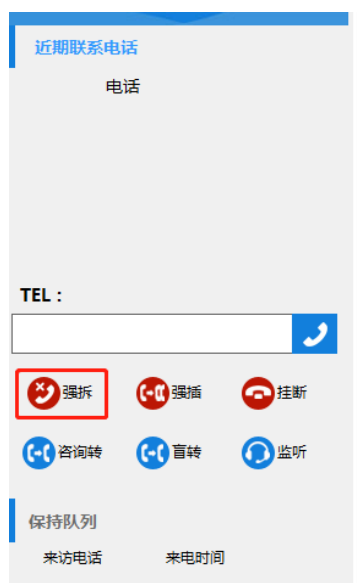 近期联系电话
电话
TEL：
强拆 强插 挂断
咨询转 盲转 监听
保持队列
来访电话 来电时间